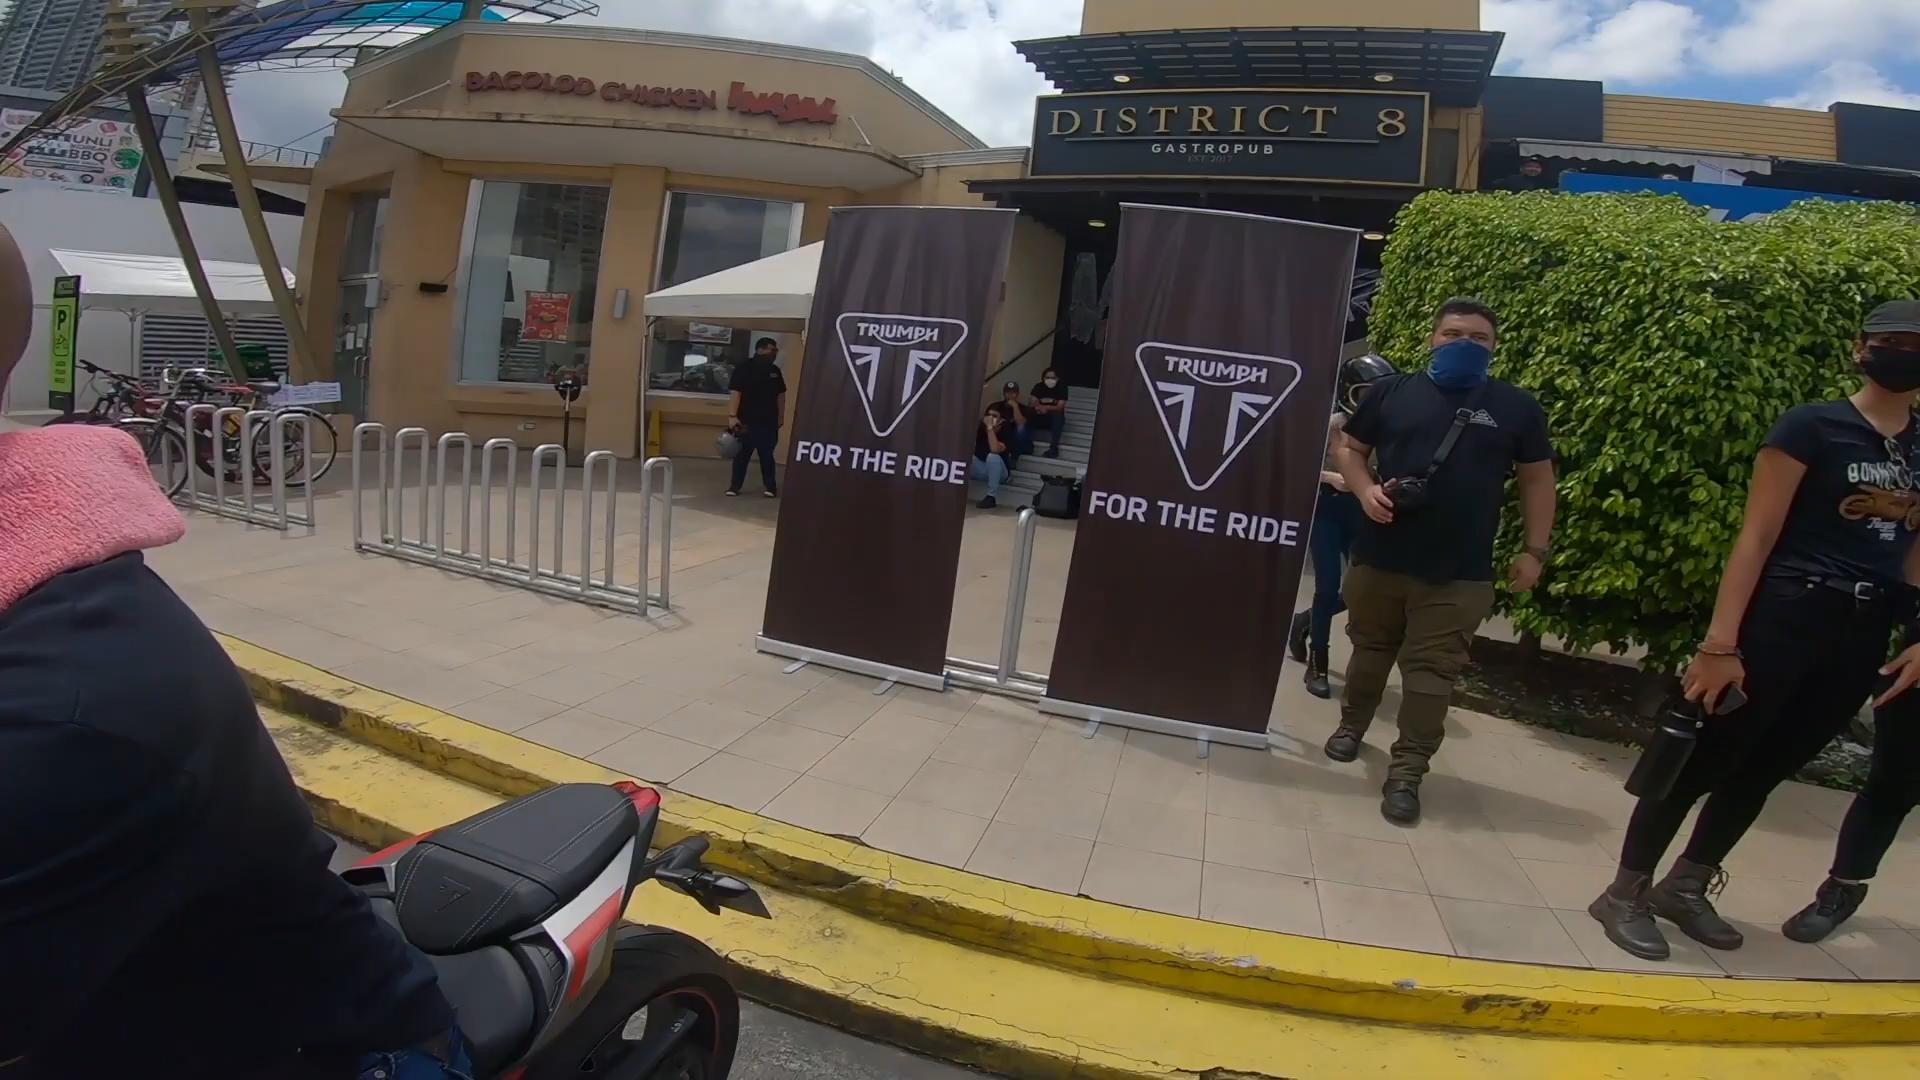 BACOLOD CHICKEN INASAL
DISTRICT 8
GASTROPUB
EST. 2017
UNLI
BBQ
P
TRIUMPH
FOR THE RIDE
TRIUMPH
FOR THE RIDE